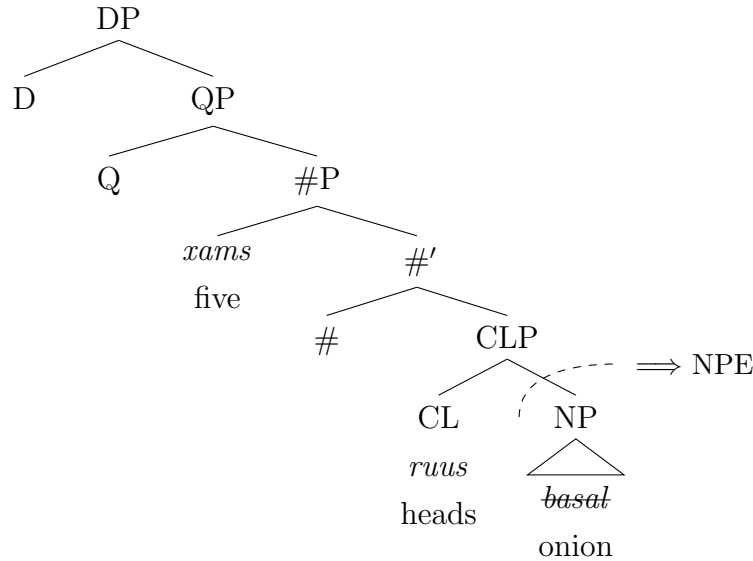 DP
D QP
Q #P
xams #′
five
# CLP
⟹ NPE
CL NP
ruus basal
heads onion